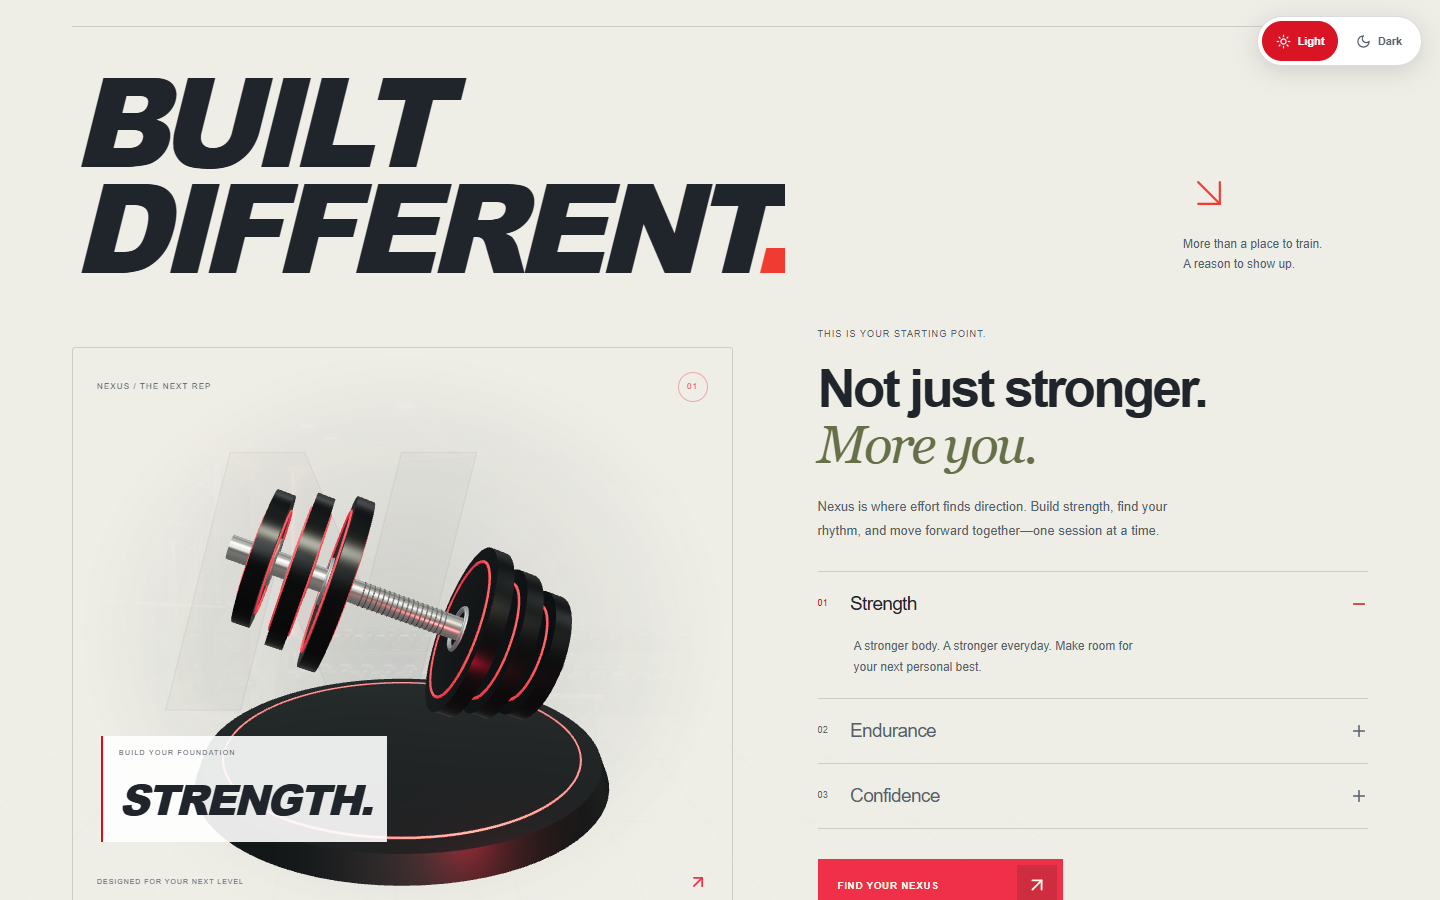 Light
Dark
BUILT
DIFFERENT.
More than a place to train.
A reason to show up.
THIS IS YOUR STARTING POINT.
Not just stronger.
More you.
Nexus is where effort finds direction. Build strength, find your
rhythm, and move forward together—one session at a time.
01 Strength
A stronger body. A stronger everyday. Make room for
your next personal best.
02 Endurance
03 Confidence
FIND YOUR NEXUS
NEXUS / THE NEXT REP
01
BUILD YOUR FOUNDATION
STRENGTH.
DESIGNED FOR YOUR NEXT LEVEL